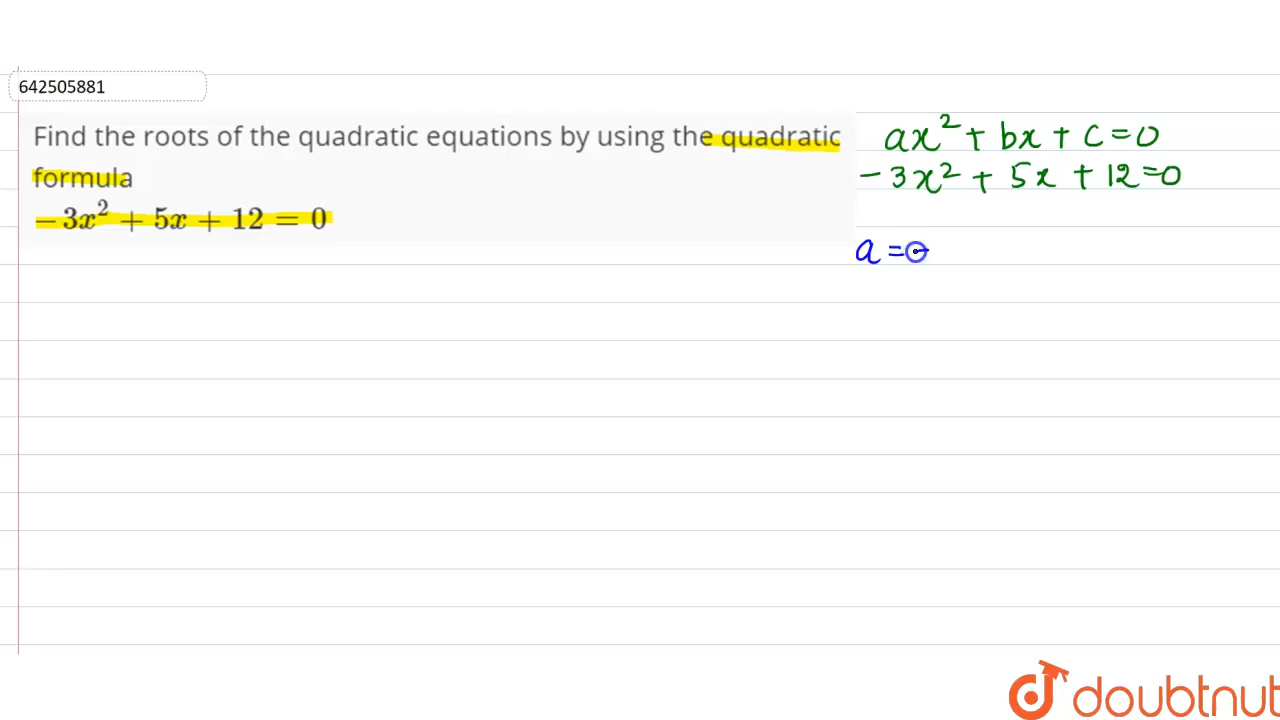 642505881
Find the roots of the quadratic equations by using the quadratic
formula
−3x² + 5x + 12 = 0
ax² + bx + c = 0
−3x² + 5x + 12 = 0
a = −
doubtnut